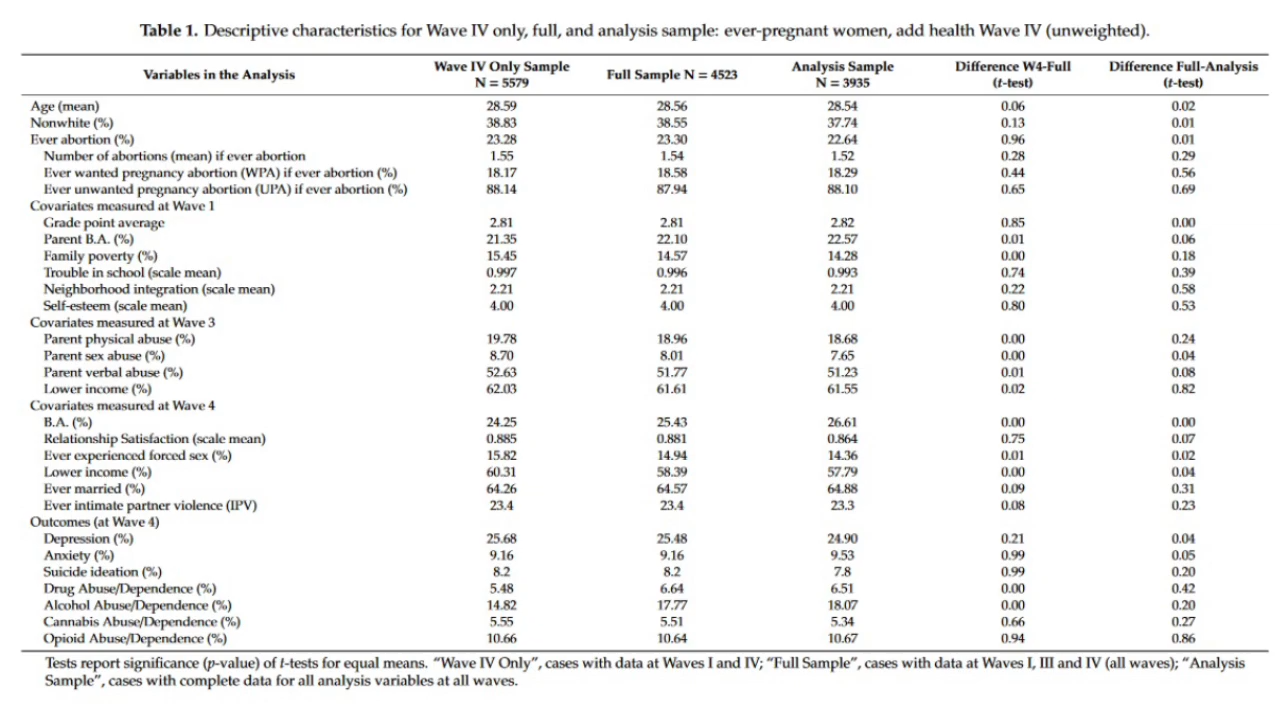 Table 1. Descriptive characteristics for Wave IV only, full, and analysis sample: ever-pregnant women, add health Wave IV (unweighted).
Variables in the Analysis Wave IV Only Sample N = 5579 Full Sample N = 4523 Analysis Sample N = 3935 Difference W4-Full (t-test) Difference Full-Analysis (t-test)
Age (mean) 28.59 28.56 28.54 0.06 0.02
Nonwhite (%) 38.83 38.55 37.74 0.13 0.01
Ever abortion (%) 23.28 23.30 22.64 0.96 0.01
Number of abortions (mean) if ever abortion 1.55 1.54 1.52 0.28 0.29
Ever wanted pregnancy abortion (WPA) if ever abortion (%) 18.17 18.58 18.29 0.44 0.56
Ever unwanted pregnancy abortion (UPA) if ever abortion (%) 88.14 87.94 88.10 0.65 0.69
Covariates measured at Wave 1
Grade point average 2.81 2.81 2.82 0.85 0.00
Parent B.A. (%) 21.35 22.10 22.57 0.01 0.06
Family poverty (%) 15.45 14.57 14.28 0.00 0.18
Trouble in school (scale mean) 0.997 0.996 0.993 0.74 0.39
Neighborhood integration (scale mean) 2.21 2.21 2.21 0.22 0.58
Self-esteem (scale mean) 4.00 4.00 4.00 0.80 0.53
Covariates measured at Wave 3
Parent physical abuse (%) 19.78 18.96 18.68 0.00 0.24
Parent sex abuse (%) 8.70 8.01 7.65 0.00 0.04
Parent verbal abuse (%) 52.63 51.77 51.23 0.01 0.08
Lower income (%) 62.03 61.61 61.55 0.02 0.82
Covariates measured at Wave 4
B.A. (%) 24.25 25.43 26.61 0.00 0.00
Relationship Satisfaction (scale mean) 0.885 0.881 0.864 0.75 0.07
Ever experienced forced sex (%) 15.82 14.94 14.36 0.01 0.02
Lower income (%) 60.31 58.39 57.79 0.00 0.04
Ever married (%) 64.26 64.57 64.88 0.09 0.31
Ever intimate partner violence (IPV) 23.4 23.4 23.3 0.08 0.23
Outcomes (at Wave 4)
Depression (%) 25.68 25.48 24.90 0.21 0.04
Anxiety (%) 9.16 9.16 9.53 0.99 0.05
Suicide ideation (%) 8.2 8.2 7.8 0.99 0.20
Drug Abuse/Dependence (%) 5.48 6.64 6.51 0.00 0.42
Alcohol Abuse/Dependence (%) 14.82 17.77 18.07 0.00 0.20
Cannabis Abuse/Dependence (%) 5.55 5.51 5.34 0.66 0.27
Opioid Abuse/Dependence (%) 10.66 10.64 10.67 0.94 0.86
Tests report significance (p-value) of t-tests for equal means. "Wave IV Only", cases with data at Waves I and IV; "Full Sample", cases with data at Waves I, III and IV (all waves); "Analysis
Sample", cases with complete data for all analysis variables at all waves.